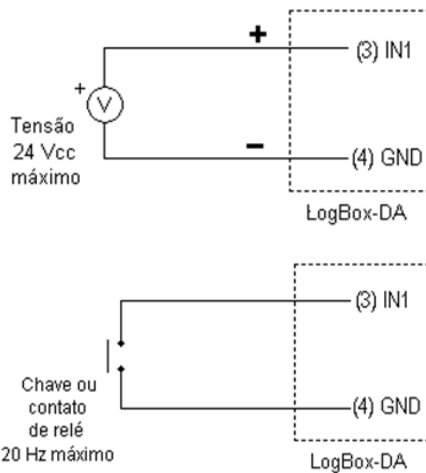 +
(3) IN1
+
V
Tensão
24 Vcc
máximo
−
(4) GND
LogBox-DA
(3) IN1
Chave ou
contato
de relé
20 Hz máximo
(4) GND
LogBox-DA